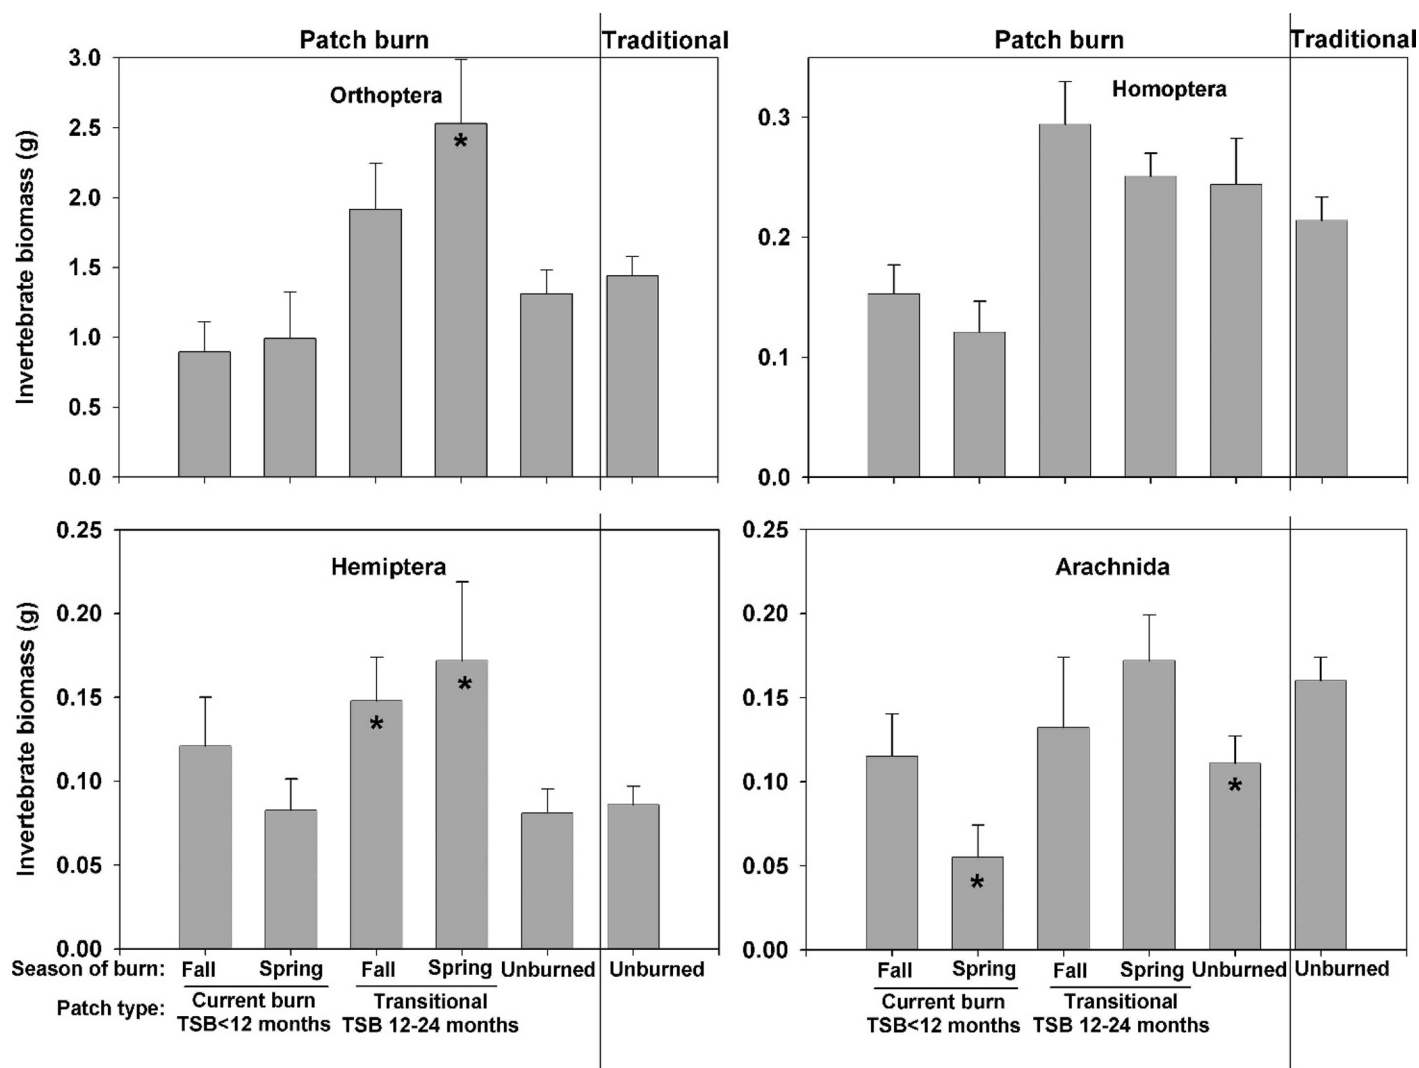 Patch burn
Traditional
Patch burn
Traditional
Orthoptera
Invertebrate biomass (g)
3.0
2.5
2.0
1.5
1.0
0.5
0.0
*
Homoptera
0.3
0.2
0.1
0.0
Hemiptera
Invertebrate biomass (g)
0.25
0.20
0.15
0.10
0.05
0.00
*
*
Arachnida
0.25
0.20
0.15
0.10
0.05
0.00
*
*
Season of burn: Fall Spring Fall Spring Unburned Unburned
Patch type: Current burn Transitional
TSB<12 months TSB 12-24 months
Fall Spring Fall Spring Unburned Unburned
Current burn Transitional
TSB<12 months TSB 12-24 months